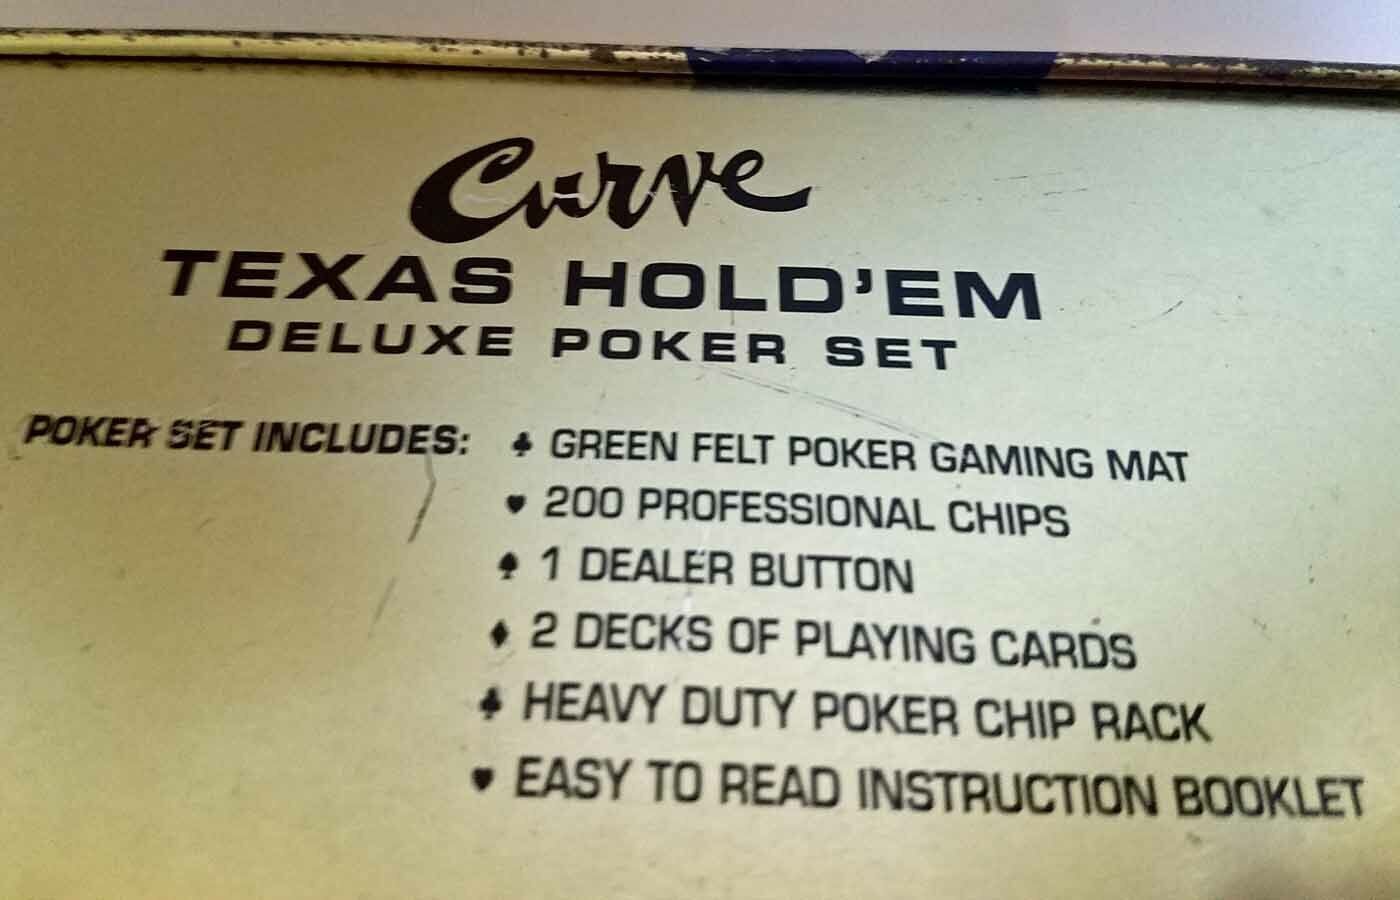 Curve
TEXAS HOLD'EM
DELUXE POKER SET
POKER SET INCLUDES: ♣ GREEN FELT POKER GAMING MAT
♥ 200 PROFESSIONAL CHIPS
♠ 1 DEALER BUTTON
♦ 2 DECKS OF PLAYING CARDS
♣ HEAVY DUTY POKER CHIP RACK
♥ EASY TO READ INSTRUCTION BOOKLET